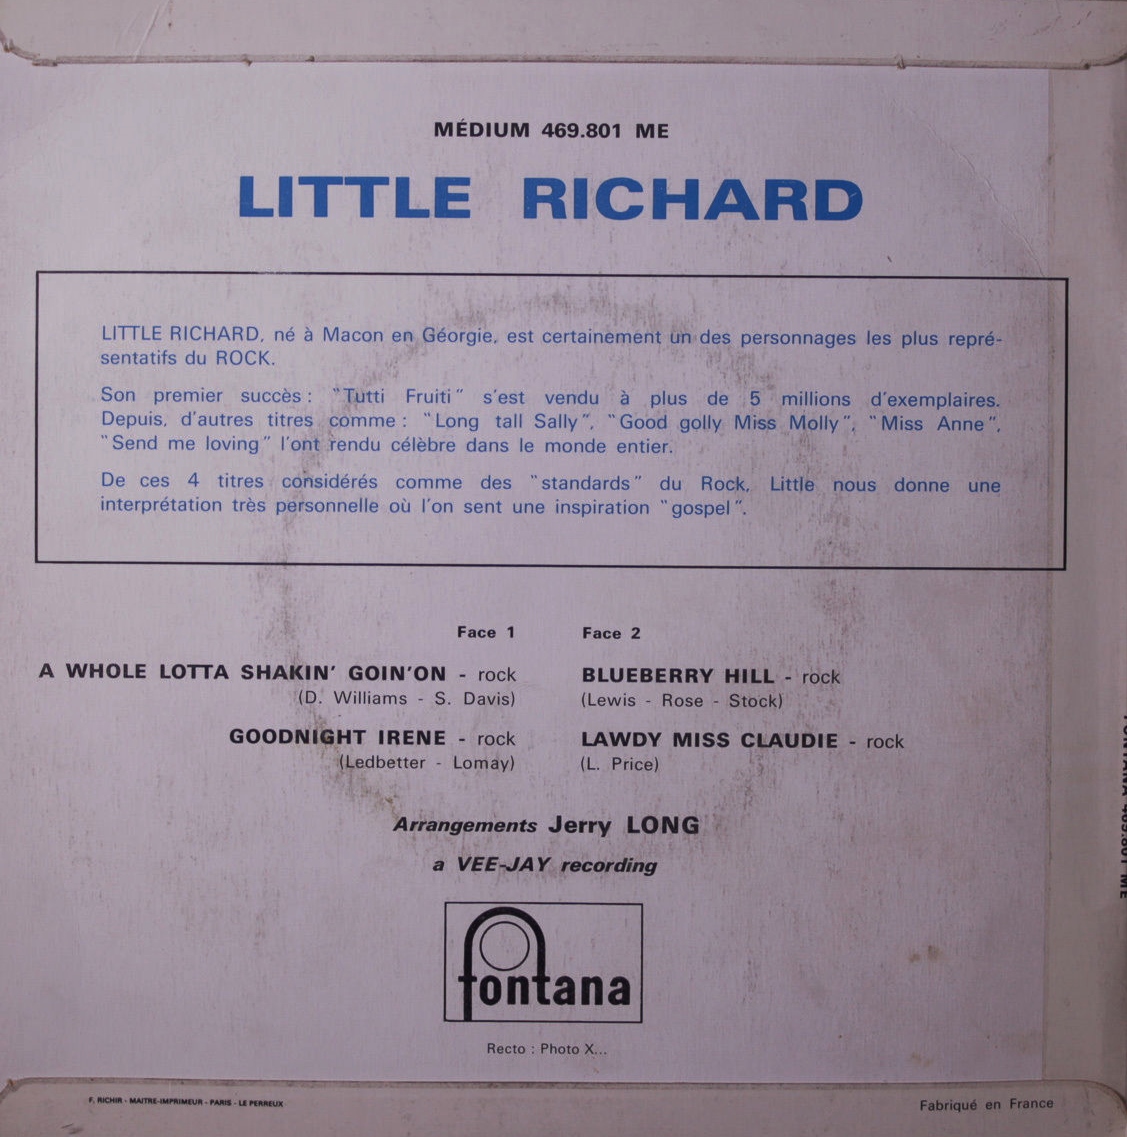 MÉDIUM 469.801 ME
LITTLE RICHARD
LITTLE RICHARD, né à Macon en Géorgie, est certainement un des personnages les plus repré-
sentatifs du ROCK.
Son premier succès : "Tutti Fruiti" s'est vendu à plus de 5 millions d'exemplaires.
Depuis, d'autres titres comme : "Long tall Sally", "Good golly Miss Molly", "Miss Anne",
"Send me loving" l'ont rendu célèbre dans le monde entier.
De ces 4 titres considérés comme des "standards" du Rock, Little nous donne une
interprétation très personnelle où l'on sent une inspiration "gospel".
Face 1
A WHOLE LOTTA SHAKIN' GOIN'ON - rock
(D. Williams - S. Davis)
GOODNIGHT IRENE - rock
(Ledbetter - Lomay)
Face 2
BLUEBERRY HILL - rock
(Lewis - Rose - Stock)
LAWDY MISS CLAUDIE - rock
(L. Price)
Arrangements Jerry LONG
a VEE-JAY recording
fontana
Recto : Photo X...
F. RICHIR - MAITRE-IMPRIMEUR - PARIS - LE PERREUX
Fabriqué en France
FONTANA 469.801 ME